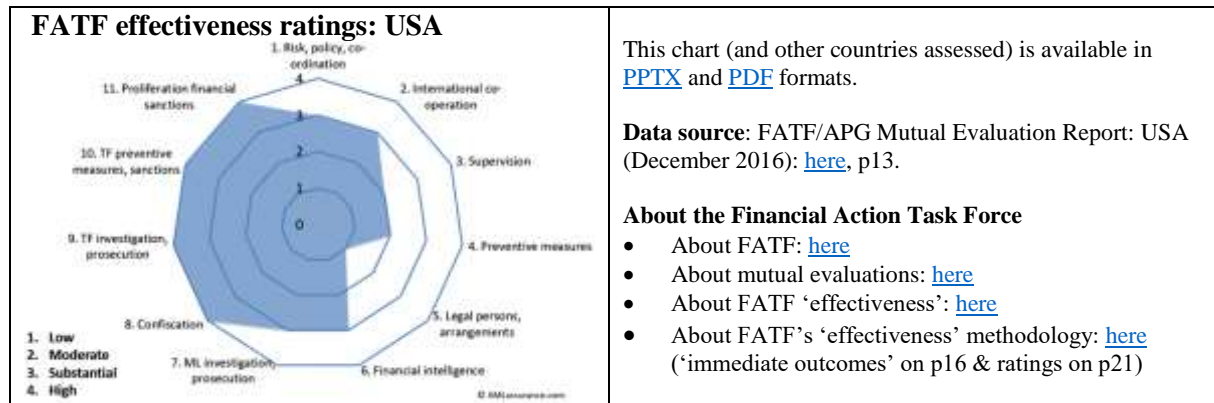 FATF effectiveness ratings: USA
1. Risk, policy, co-
ordination
2. International co-
operation
3. Supervision
4. Preventive measures
5. Legal persons,
arrangements
6. Financial intelligence
7. ML investigation,
prosecution
8. Confiscation
9. TF investigation,
prosecution
10. TF preventive
measures, sanctions
11. Proliferation financial
sanctions
4
3
2
1
0
1. Low
2. Moderate
3. Substantial
4. High
© AMLassurance.com
This chart (and other countries assessed) is available in
PPTX and PDF formats.
Data source: FATF/APG Mutual Evaluation Report: USA
(December 2016): here, p13.
About the Financial Action Task Force
• About FATF: here
• About mutual evaluations: here
• About FATF ‘effectiveness’: here
• About FATF’s ‘effectiveness’ methodology: here
(‘immediate outcomes’ on p16 & ratings on p21)